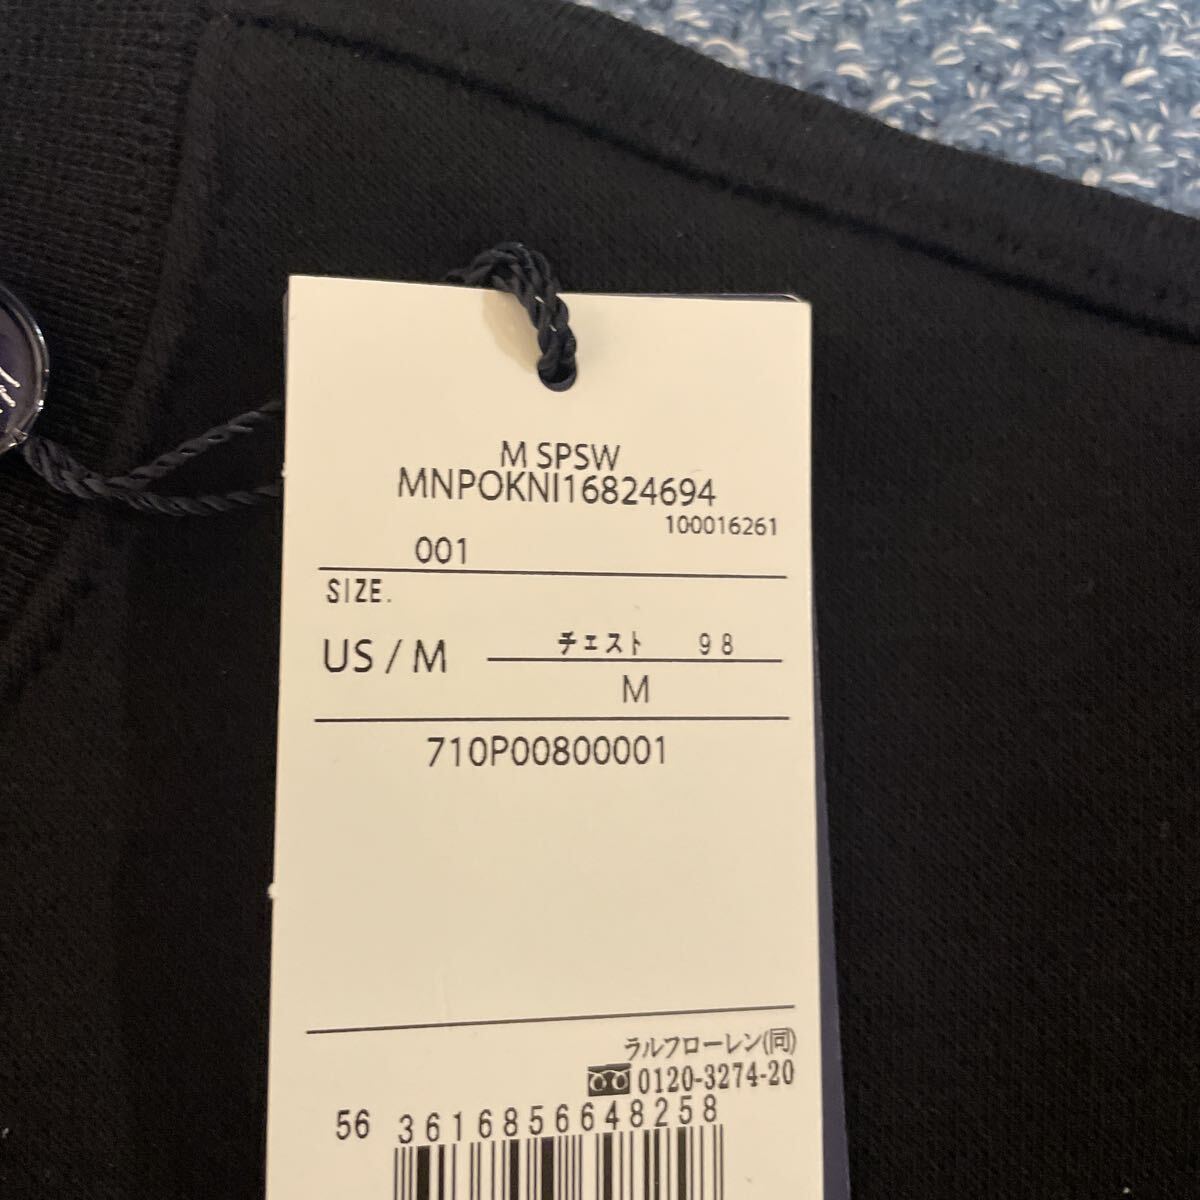 M SPSW
MNPOKNI16824694
100016261
001
SIZE.
US / M
チェスト 98
M
710P00800001
ラルフローレン(同)
0120-3274-20
56 3616856648258